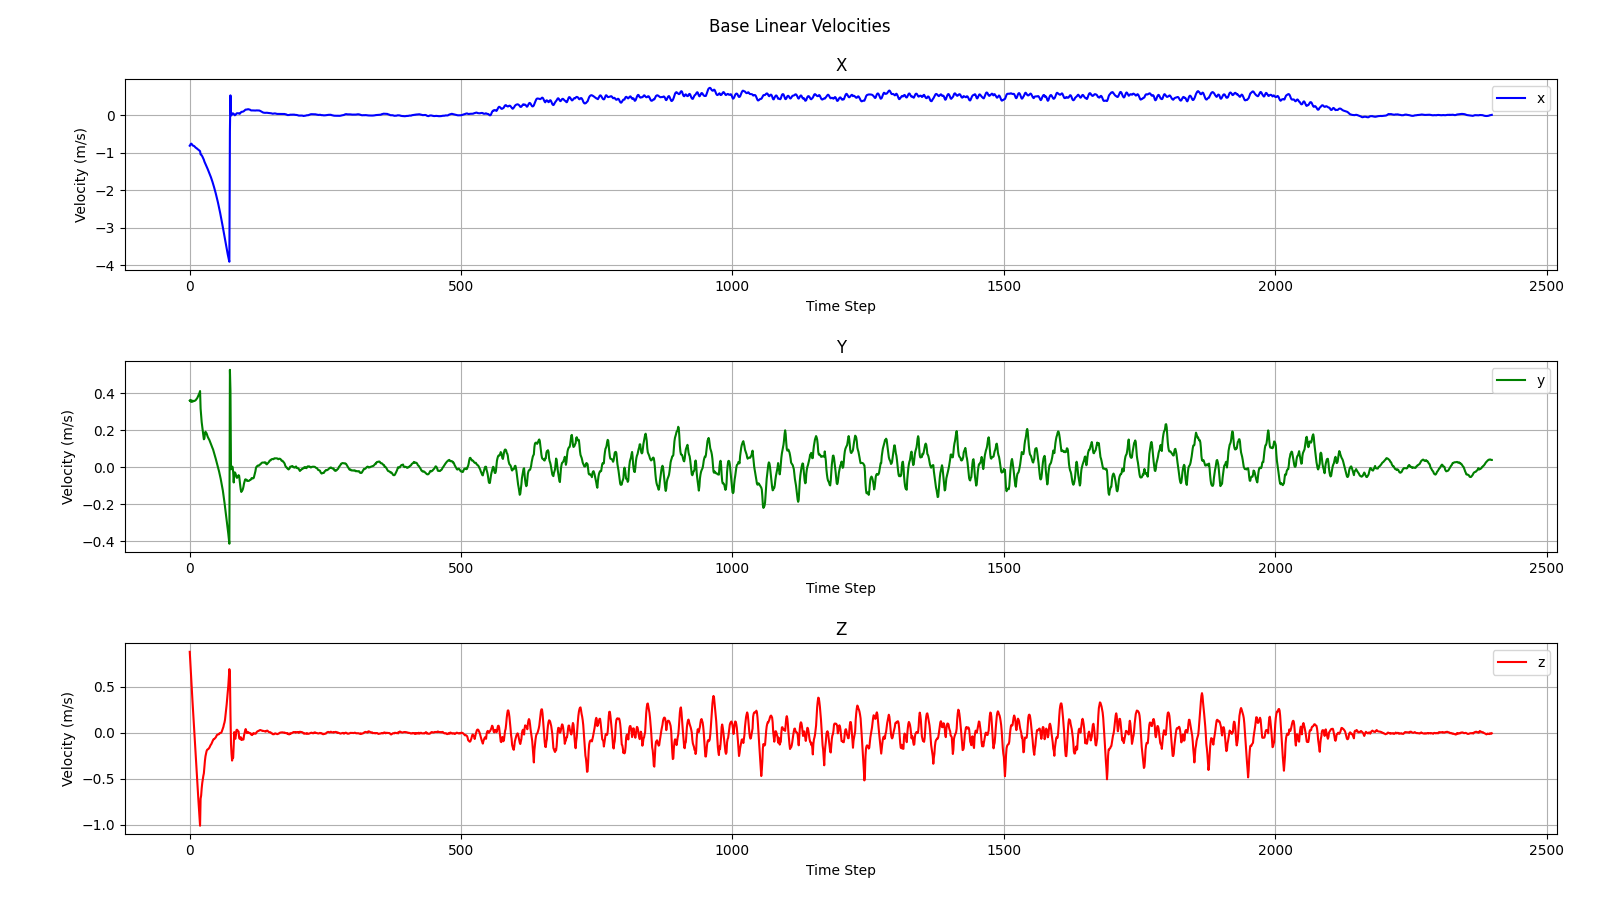 Base Linear Velocities
X
Velocity (m/s)
0
−1
−2
−3
−4
x
0 500 1000 1500 2000 2500
Time Step
Y
Velocity (m/s)
0.4
0.2
0.0
−0.2
−0.4
y
0 500 1000 1500 2000 2500
Time Step
Z
Velocity (m/s)
0.5
0.0
−0.5
−1.0
z
0 500 1000 1500 2000 2500
Time Step